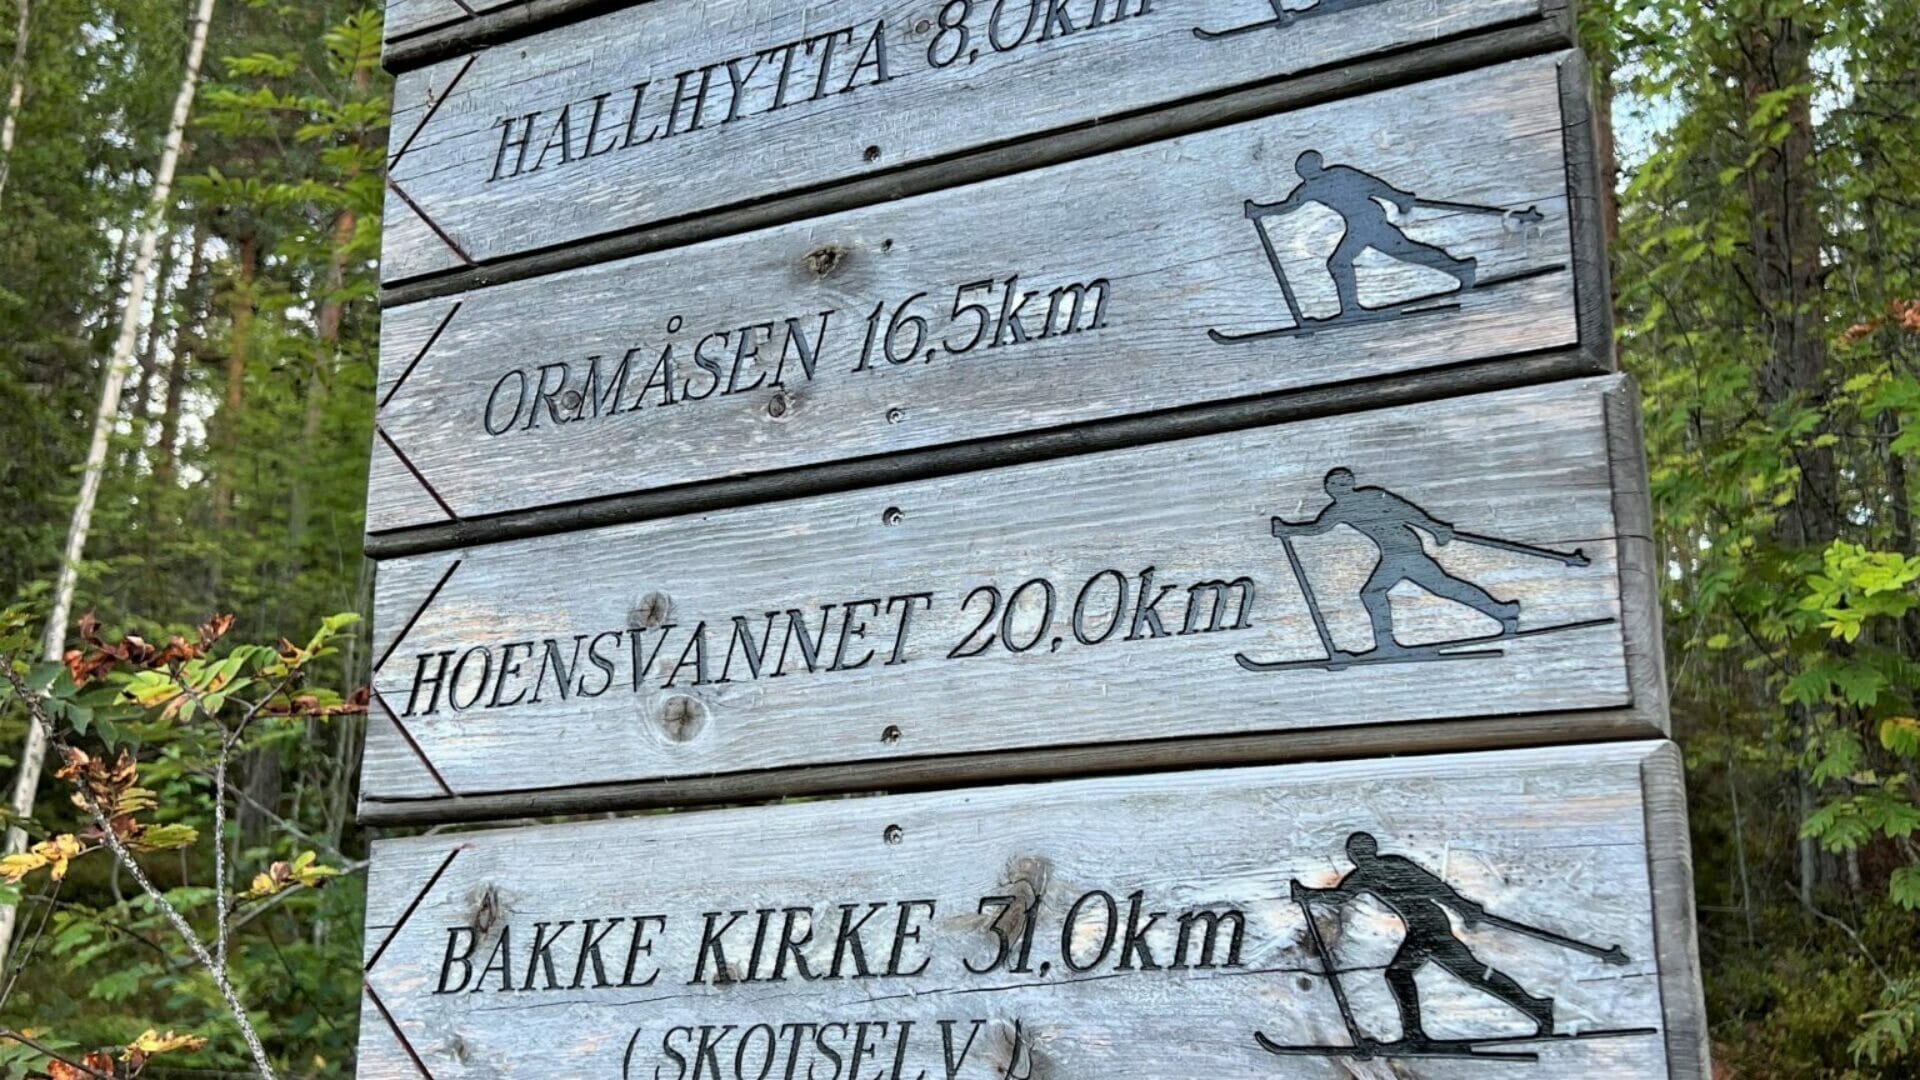 HALLHYTTA 8,0km
ORMÅSEN 16,5km
HOENSVANNET 20,0km
BAKKE KIRKE 31,0km
(SKOTSELV)